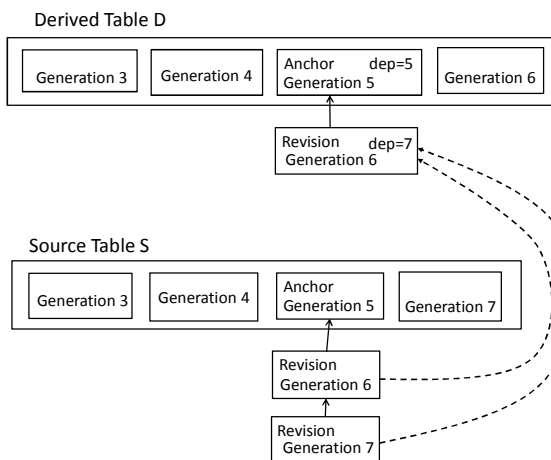 Derived Table D
Generation 3
Generation 4
Anchor dep=5
Generation 5
Generation 6
Revision dep=7
Generation 6
Source Table S
Generation 3
Generation 4
Anchor
Generation 5
Generation 7
Revision
Generation 6
Revision
Generation 7